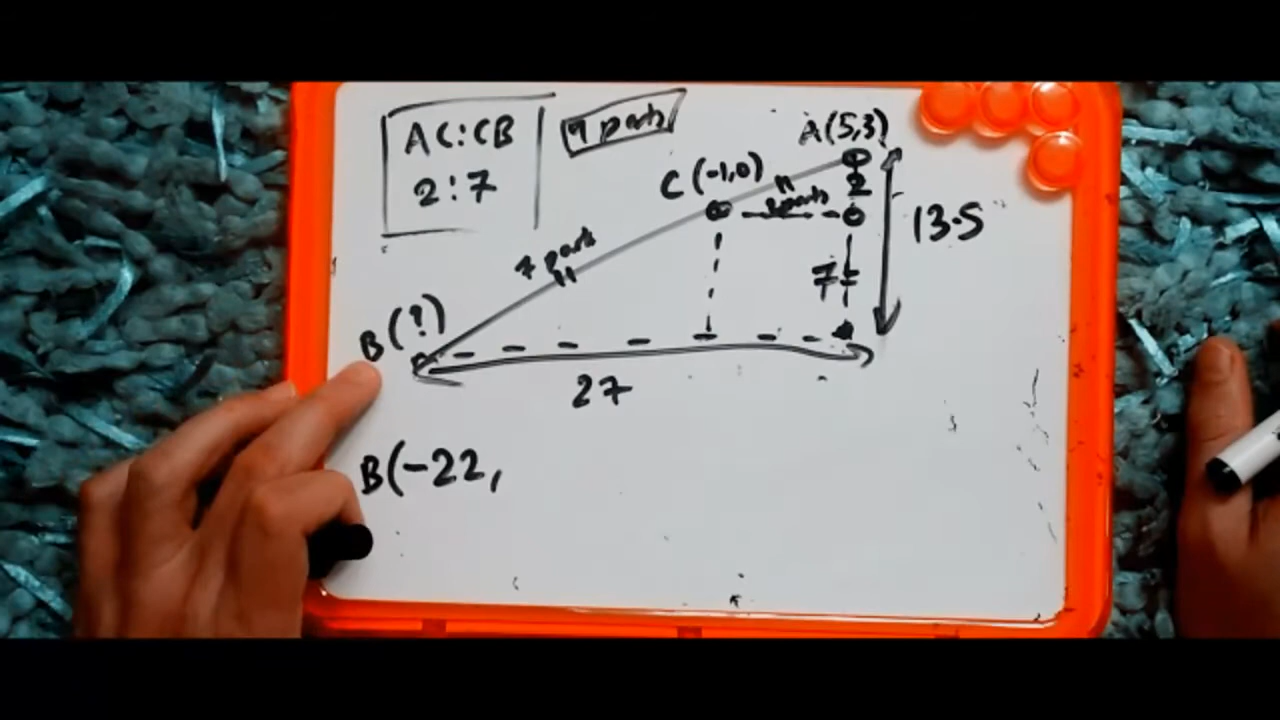 AC:CB
2:7
9 parts
A(5,3)
C(-1,0)
2
2 parts
13.5
7 parts
7
B(?)
27
B(-22,